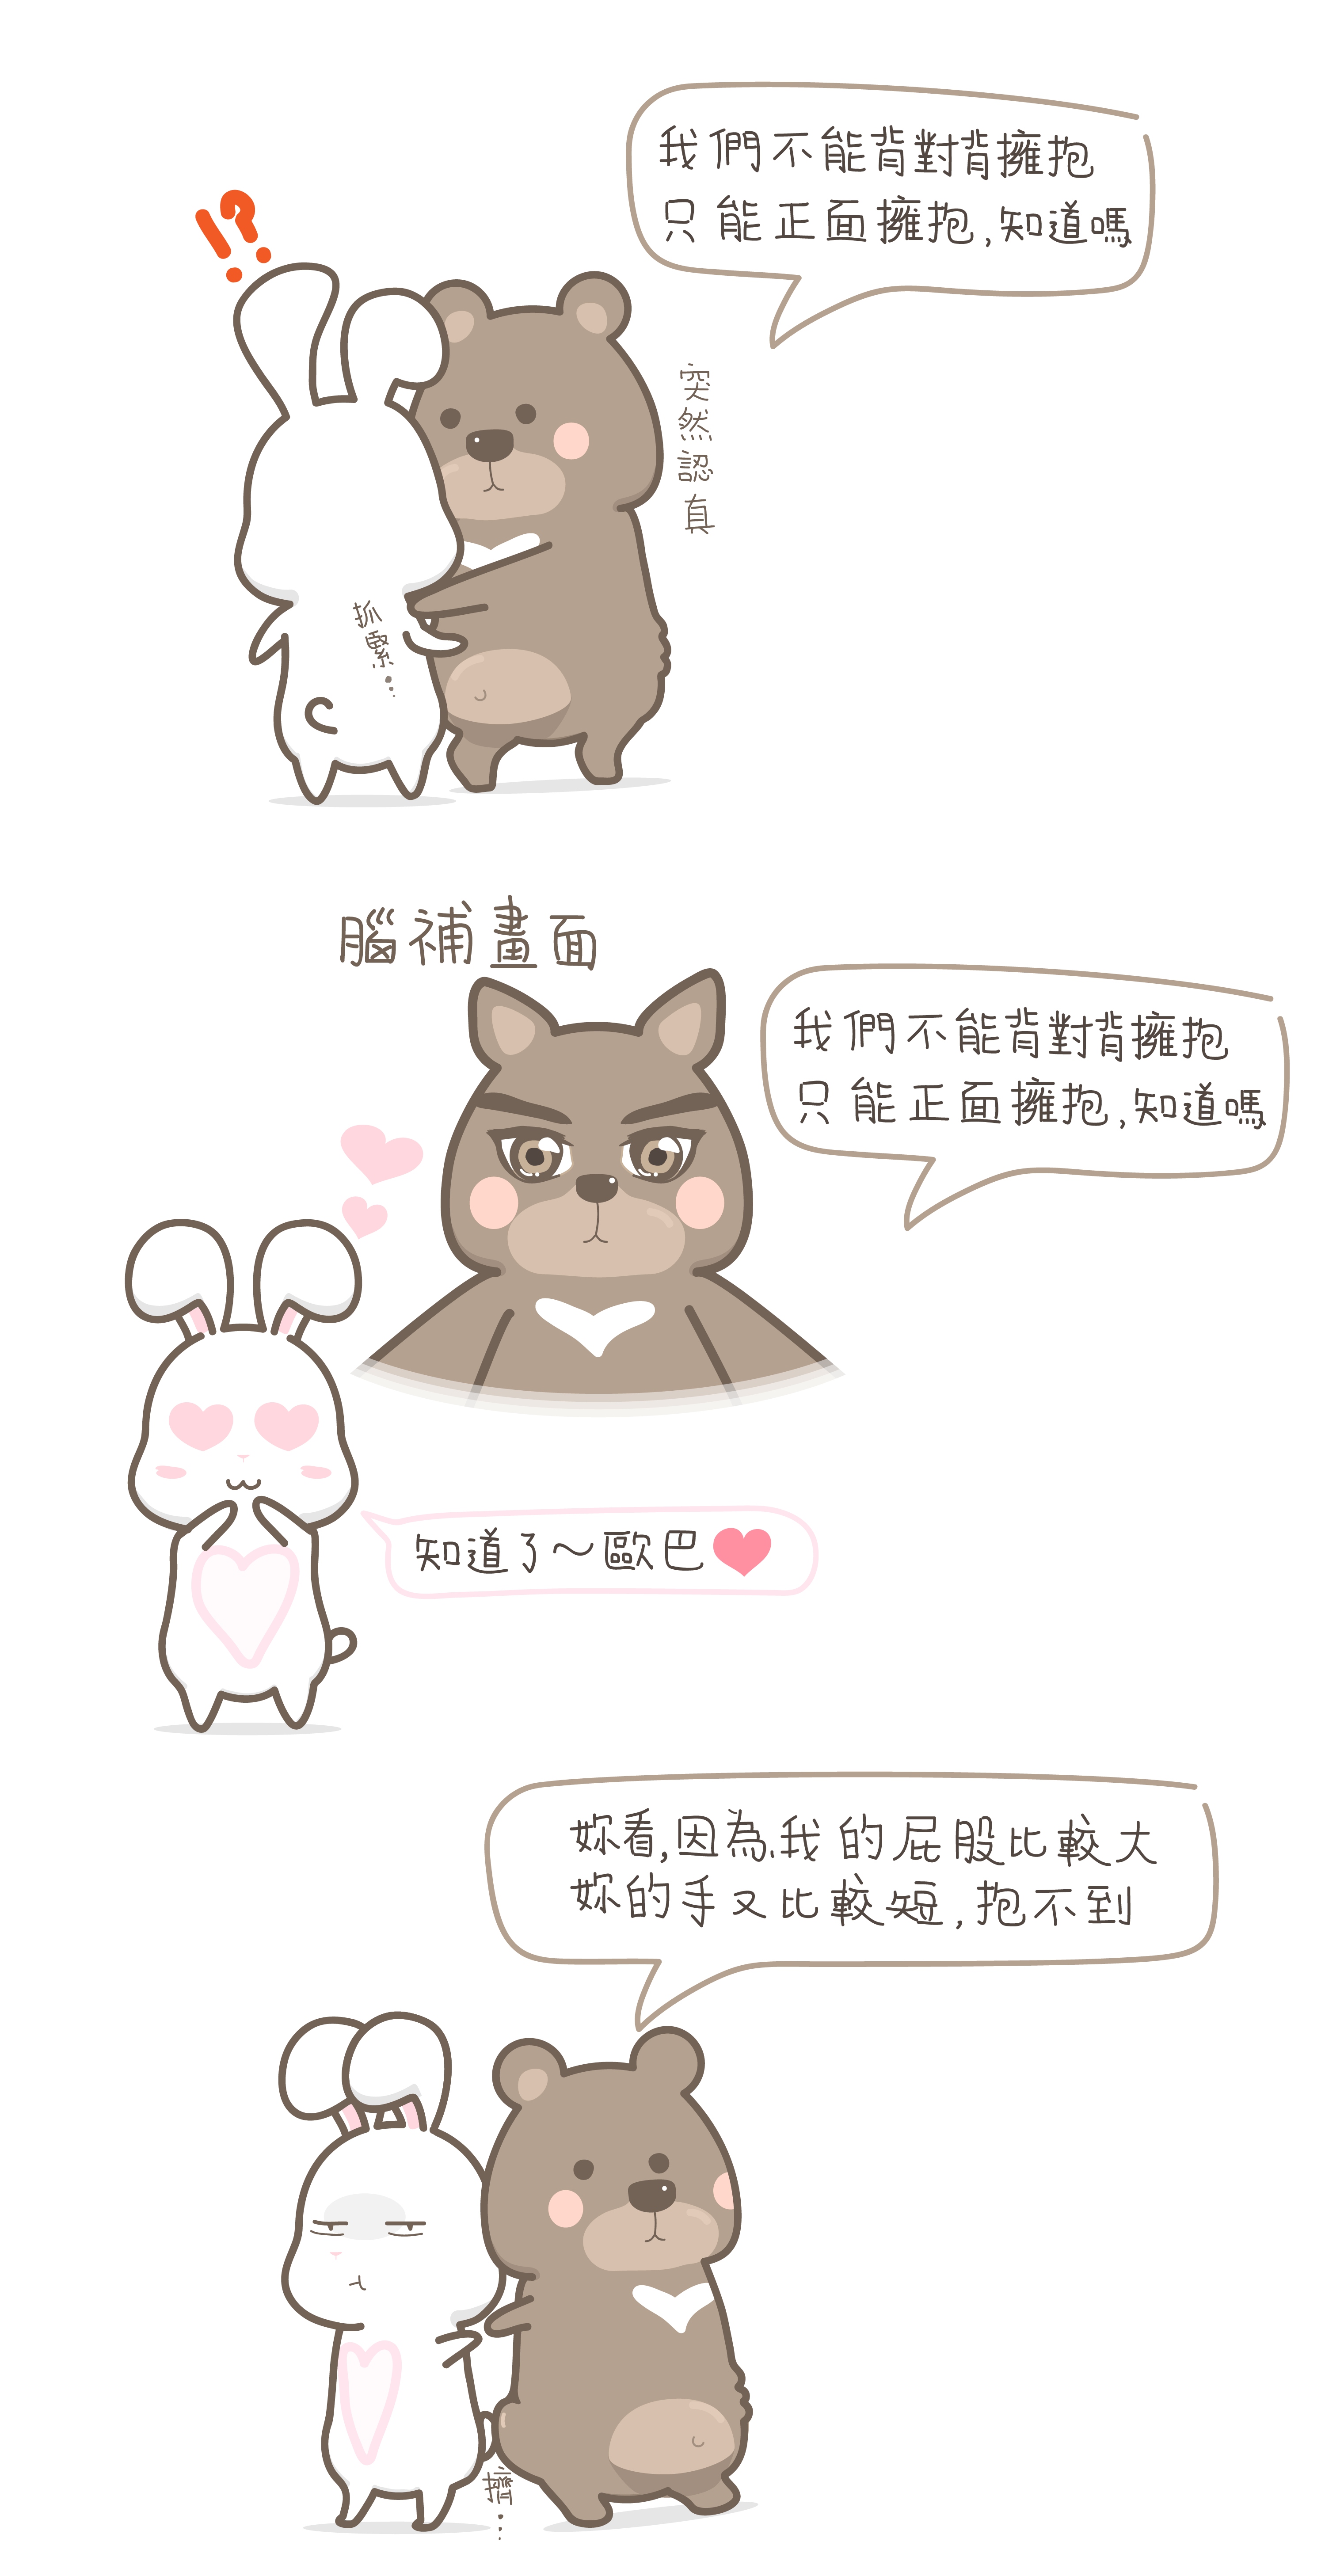 我們不能背對背擁抱
只能正面擁抱,知道嗎
!?
突然認真
抓緊...
腦補畫面
我們不能背對背擁抱
只能正面擁抱,知道嗎
知道了～歐巴
妳看,因為我的屁股比較大
妳的手又比較短,抱不到
擠...